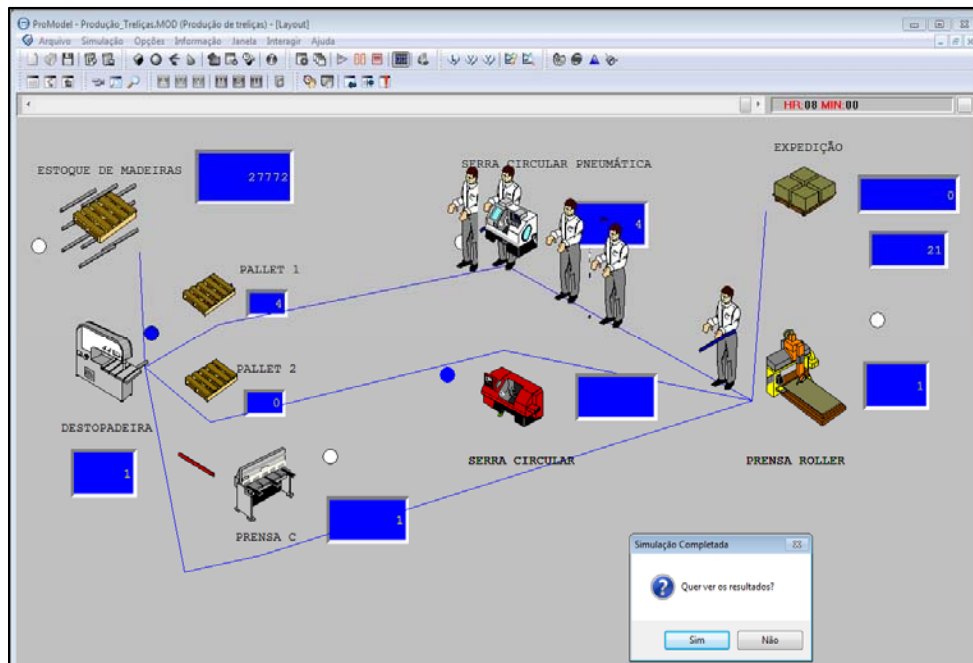 ProModel - Produção_Treliças.MOD (Produção de treliças) - [Layout]
Arquivo Simulação Opções Informação Janela Interagir Ajuda
HR:08 MIN:00
EXPEDIÇÃO
ESTOQUE DE MADEIRAS
27772
SERRA CIRCULAR PNEUMÁTICA
0
4
21
PALLET 1
4
PALLET 2
0
1
DESTOPADEIRA
1
SERRA CIRCULAR
PRENSA ROLLER
PRENSA C
1
Simulação Completada
Quer ver os resultados?
Sim Não